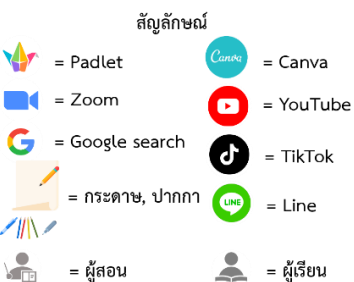 สัญลักษณ์
= Padlet
Canva
= Canva
= Zoom
= YouTube
= Google search
= TikTok
= กระดาษ, ปากกา
LINE
= Line
= ผู้สอน
= ผู้เรียน